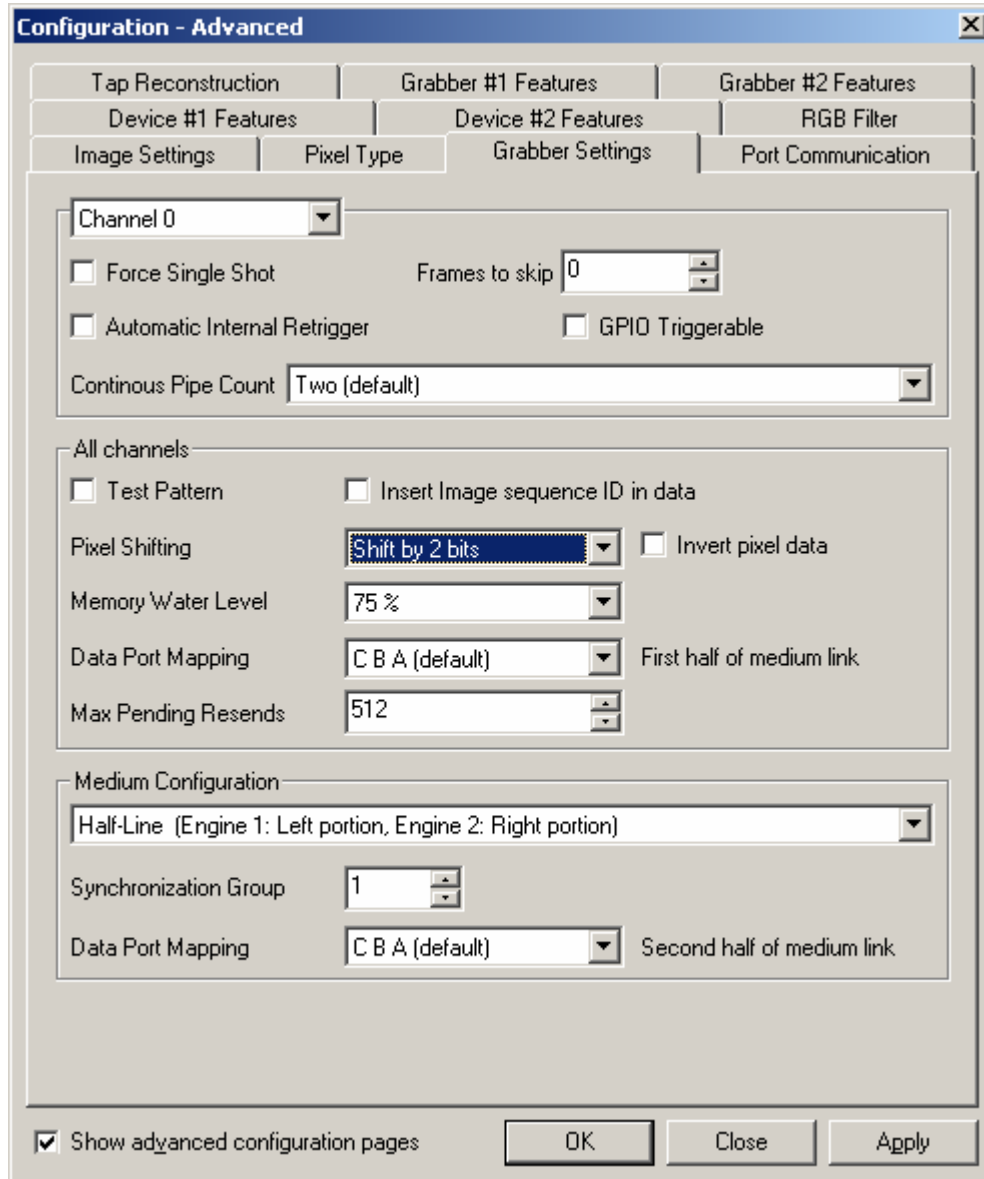 Configuration - Advanced
Tap Reconstruction Grabber #1 Features Grabber #2 Features
Device #1 Features Device #2 Features RGB Filter
Image Settings Pixel Type Grabber Settings Port Communication
Channel 0
Force Single Shot Frames to skip 0
Automatic Internal Retrigger GPIO Triggerable
Continous Pipe Count Two (default)
All channels
Test Pattern Insert Image sequence ID in data
Pixel Shifting Shift by 2 bits Invert pixel data
Memory Water Level 75 %
Data Port Mapping C B A (default) First half of medium link
Max Pending Resends 512
Medium Configuration
Half-Line (Engine 1: Left portion, Engine 2: Right portion)
Synchronization Group 1
Data Port Mapping C B A (default) Second half of medium link
Show advanced configuration pages OK Close Apply